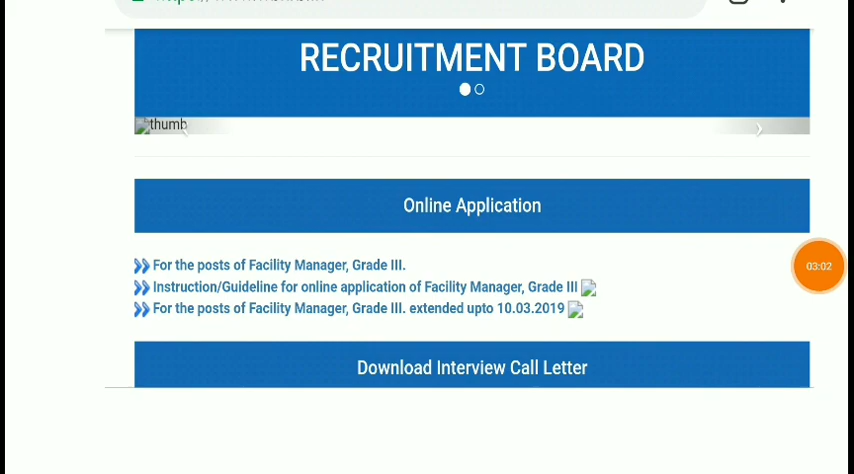 RECRUITMENT BOARD
thumb
Online Application
For the posts of Facility Manager, Grade III.
Instruction/Guideline for online application of Facility Manager, Grade III
03:02
For the posts of Facility Manager, Grade III. extended upto 10.03.2019
Download Interview Call Letter